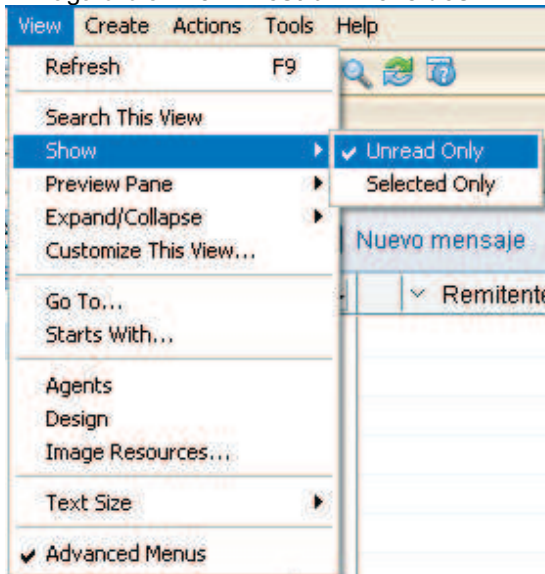 View Create Actions Tools Help
Refresh F9
Search This View
Show
Unread Only
Preview Pane
Selected Only
Expand/Collapse
Customize This View...
Nuevo mensaje
Go To...
Remitente
Starts With...
Agents
Design
Image Resources...
Text Size
Advanced Menus